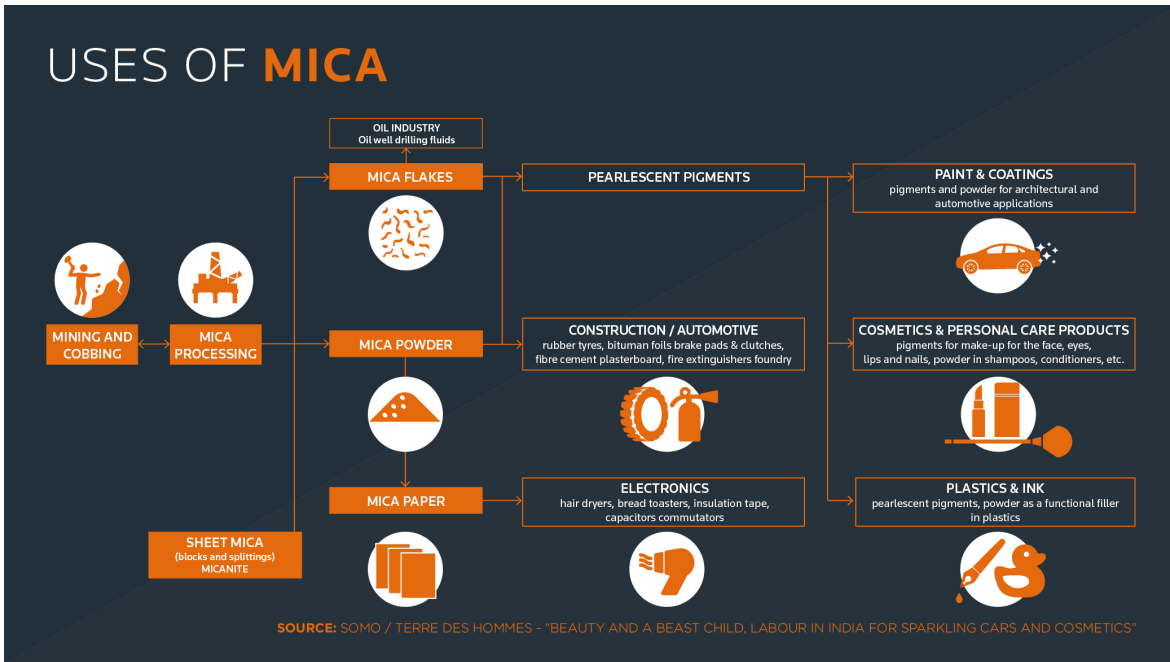 USES OF MICA
OIL INDUSTRY
Oil well drilling fluids
MICA FLAKES
PEARLESCENT PIGMENTS
PAINT & COATINGS
pigments and powder for architectural and
automotive applications
MINING AND
COBBING
MICA
PROCESSING
MICA POWDER
CONSTRUCTION / AUTOMOTIVE
rubber tyres, bituman foils brake pads & clutches,
fibre cement plasterboard, fire extinguishers foundry
COSMETICS & PERSONAL CARE PRODUCTS
pigments for make-up for the face, eyes,
lips and nails, powder in shampoos, conditioners, etc.
MICA PAPER
ELECTRONICS
hair dryers, bread toasters, insulation tape,
capacitors commutators
PLASTICS & INK
pearlescent pigments, powder as a functional filler
in plastics
SHEET MICA
(blocks and splittings)
MICANITE
SOURCE: SOMO / TERRE DES HOMMES - "BEAUTY AND A BEAST CHILD, LABOUR IN INDIA FOR SPARKLING CARS AND COSMETICS"